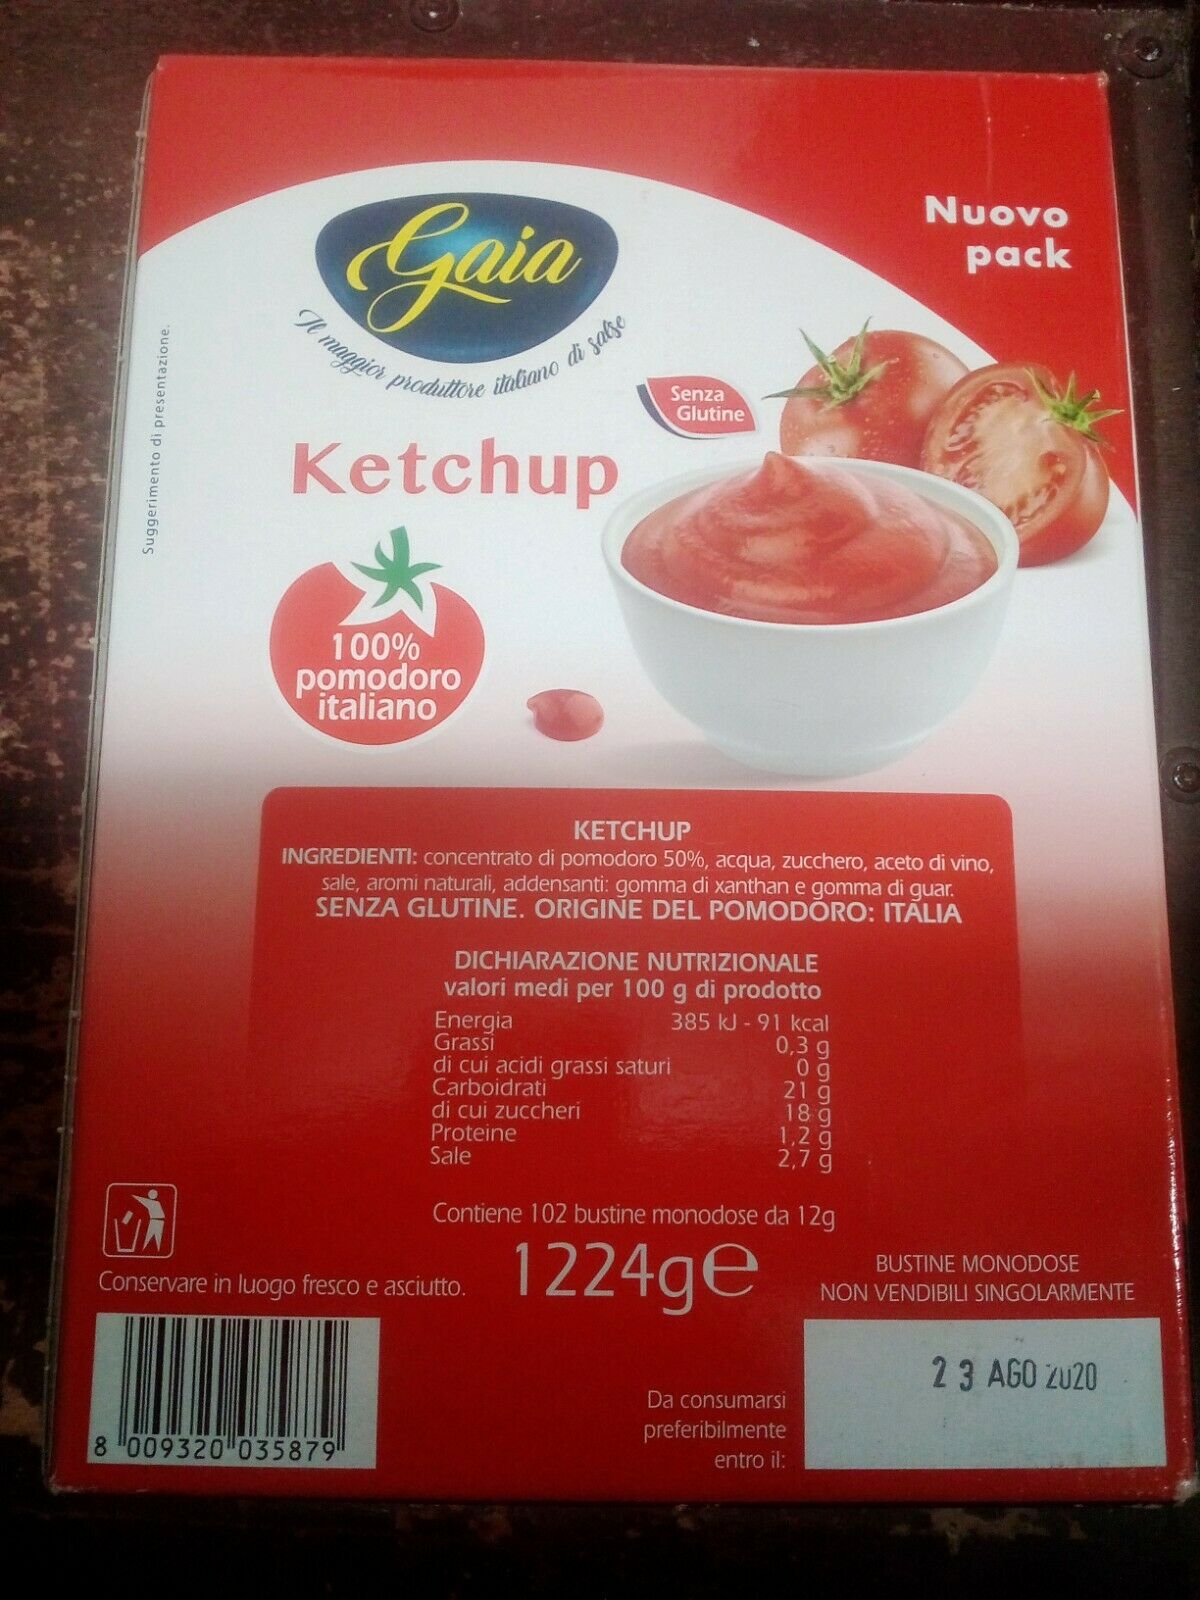 Nuovo
pack
Gaia
Il maggior produttore italiano di salse
Suggerimento di presentazione.
Senza
Glutine
Ketchup
100%
pomodoro
italiano
KETCHUP
INGREDIENTI: concentrato di pomodoro 50%, acqua, zucchero, aceto di vino,
sale, aromi naturali, addensanti: gomma di xanthan e gomma di guar.
SENZA GLUTINE. ORIGINE DEL POMODORO: ITALIA
DICHIARAZIONE NUTRIZIONALE
valori medi per 100 g di prodotto
Energia 385 kJ - 91 kcal
Grassi 0,3 g
di cui acidi grassi saturi 0 g
Carboidrati 21 g
di cui zuccheri 18 g
Proteine 1,2 g
Sale 2,7 g
Contiene 102 bustine monodose da 12g
1224g℮
Conservare in luogo fresco e asciutto.
BUSTINE MONODOSE
NON VENDIBILI SINGOLARMENTE
8 009320 035879
Da consumarsi
preferibilmente
entro il:
23 AGO 2020